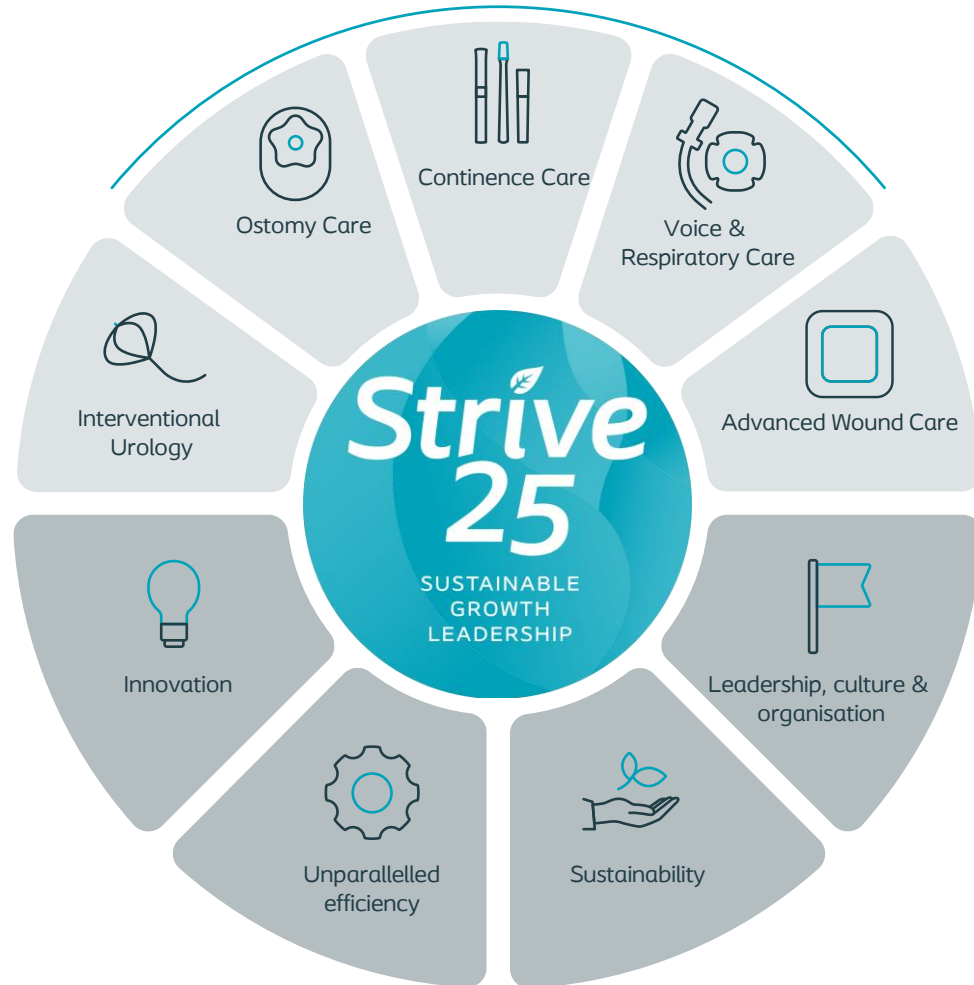 Continence Care
Ostomy Care
Voice &
Respiratory Care
Interventional
Urology
Advanced Wound Care
Strive
25
SUSTAINABLE
GROWTH
LEADERSHIP
Innovation
Leadership, culture &
organisation
Unparallelled
efficiency
Sustainability